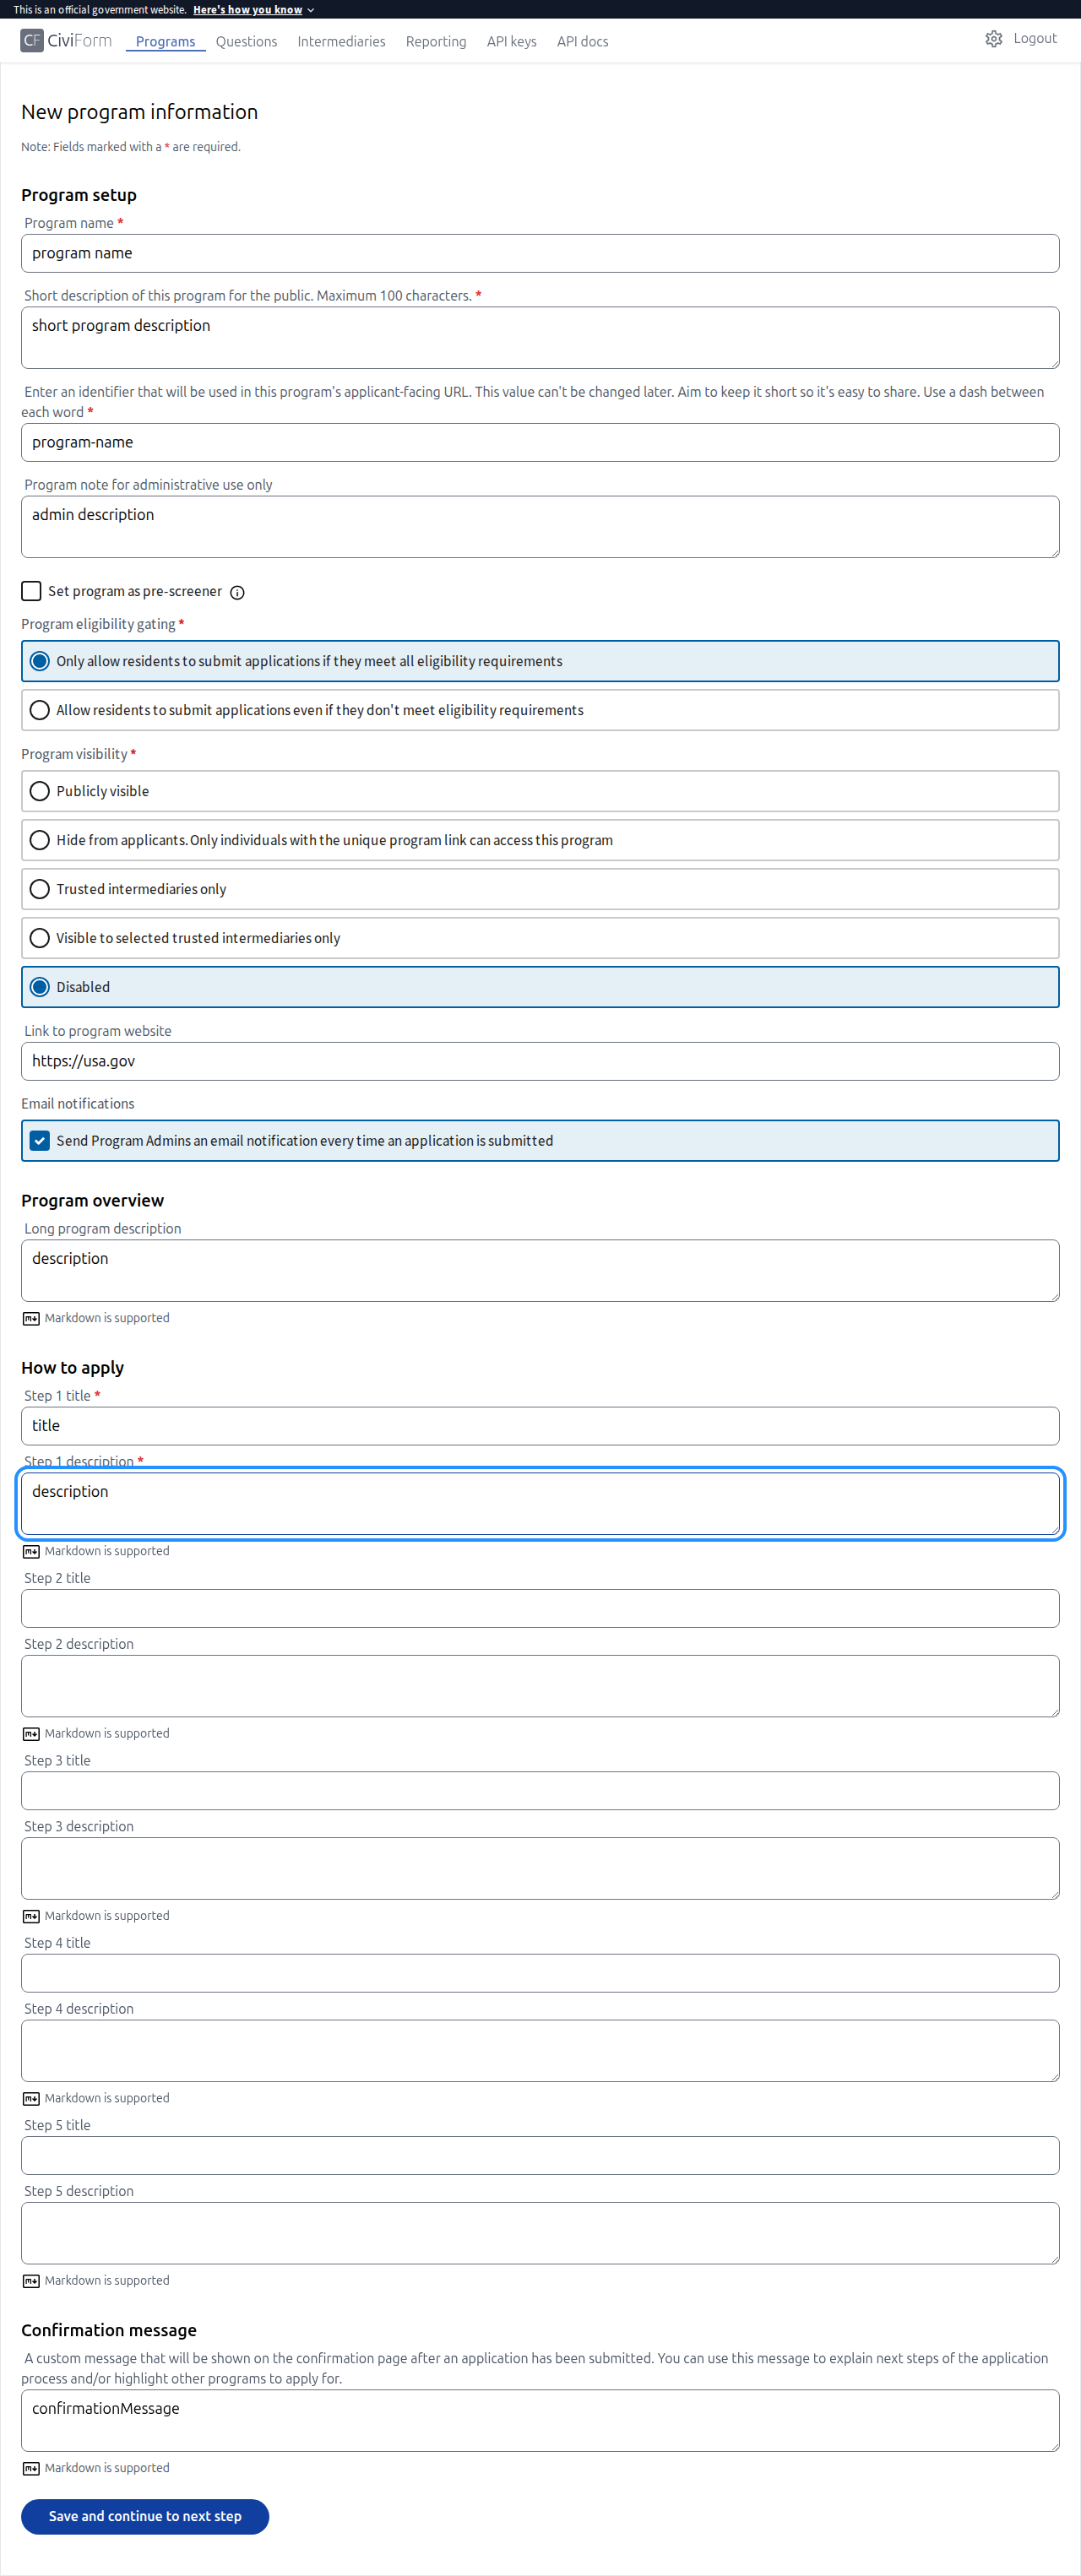 This is an official government website. Here's how you know
CF CiviForm Programs Questions Intermediaries Reporting API keys API docs Logout
New program information
Note: Fields marked with a * are required.
Program setup
Program name *
program name
Short description of this program for the public. Maximum 100 characters. *
short program description
Enter an identifier that will be used in this program's applicant-facing URL. This value can't be changed later. Aim to keep it short so it's easy to share. Use a dash between
each word *
program-name
Program note for administrative use only
admin description
Set program as pre-screener
Program eligibility gating *
Only allow residents to submit applications if they meet all eligibility requirements
Allow residents to submit applications even if they don't meet eligibility requirements
Program visibility *
Publicly visible
Hide from applicants. Only individuals with the unique program link can access this program
Trusted intermediaries only
Visible to selected trusted intermediaries only
Disabled
Link to program website
https://usa.gov
Email notifications
Send Program Admins an email notification every time an application is submitted
Program overview
Long program description
description
Markdown is supported
How to apply
Step 1 title *
title
Step 1 description *
description
Markdown is supported
Step 2 title
Step 2 description
Markdown is supported
Step 3 title
Step 3 description
Markdown is supported
Step 4 title
Step 4 description
Markdown is supported
Step 5 title
Step 5 description
Markdown is supported
Confirmation message
A custom message that will be shown on the confirmation page after an application has been submitted. You can use this message to explain next steps of the application
process and/or highlight other programs to apply for.
confirmationMessage
Markdown is supported
Save and continue to next step